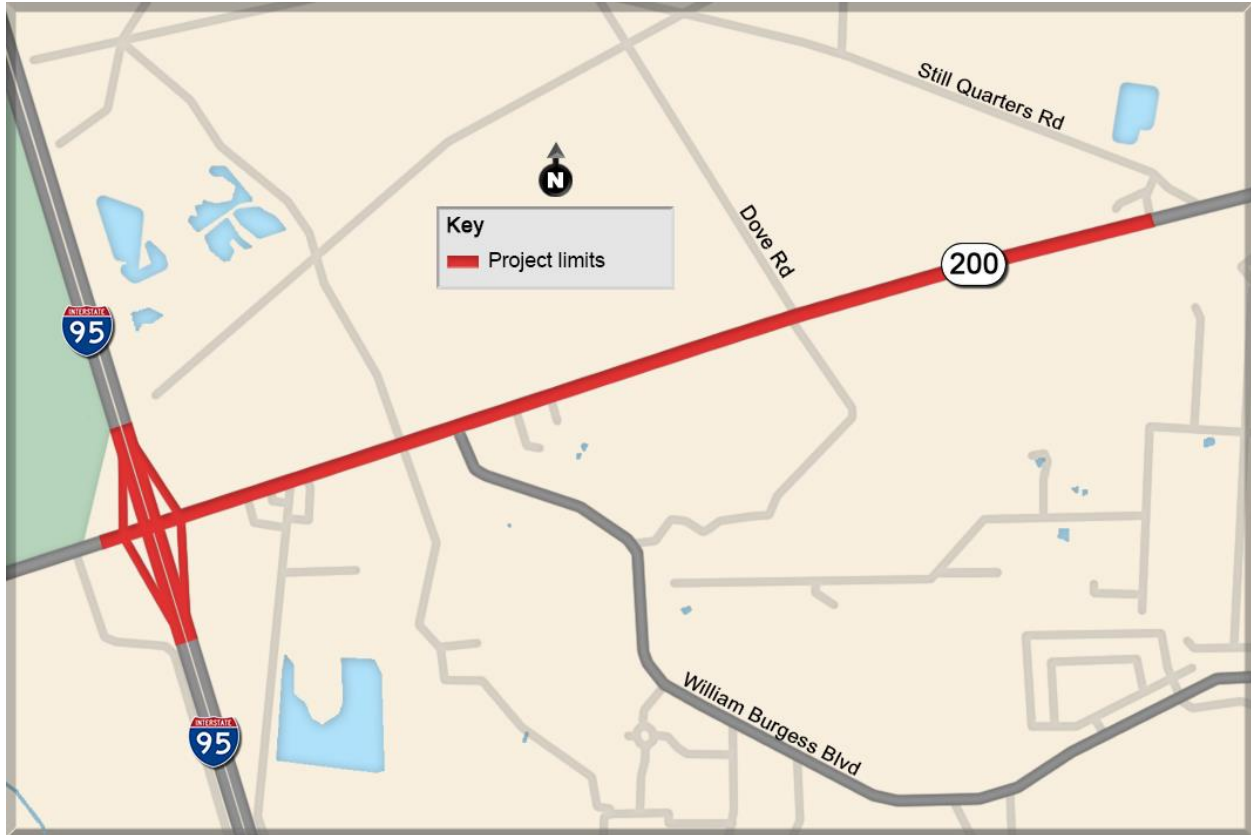 Still Quarters Rd
N
Key
Project limits
Dove Rd
200
INTERSTATE
95
William Burgess Blvd
INTERSTATE
95